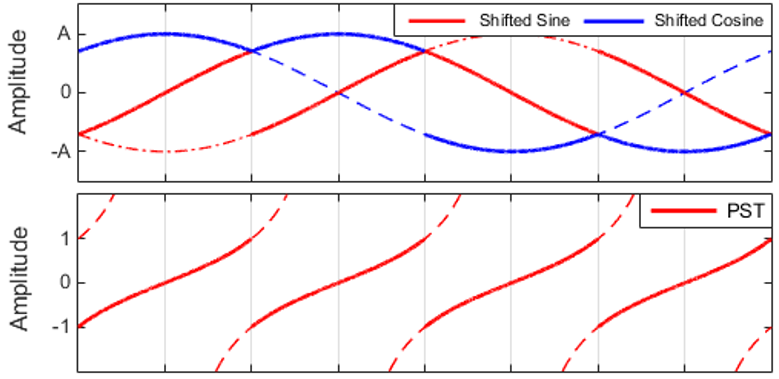 Shifted Sine Shifted Cosine
Amplitude
A
0
-A
PST
Amplitude
1
0
-1